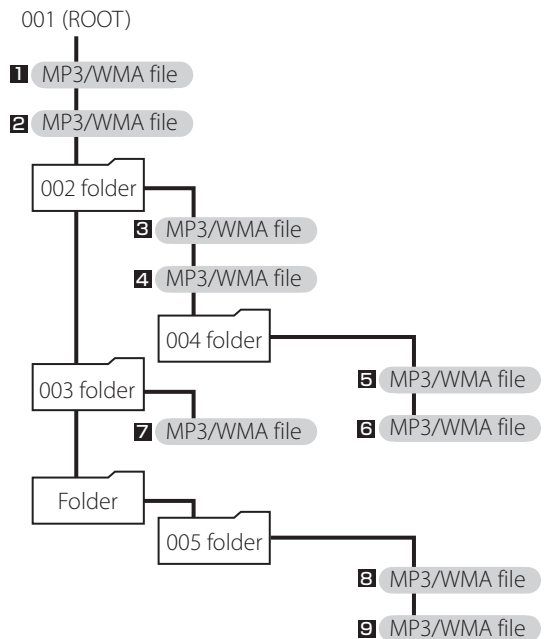 001 (ROOT)
1 MP3/WMA file
2 MP3/WMA file
002 folder
3 MP3/WMA file
4 MP3/WMA file
004 folder
5 MP3/WMA file
003 folder
6 MP3/WMA file
7 MP3/WMA file
Folder
005 folder
8 MP3/WMA file
9 MP3/WMA file